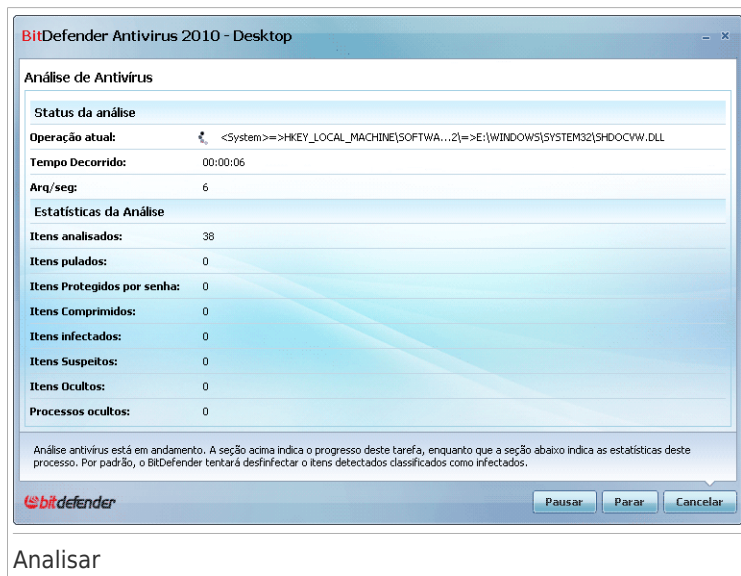 BitDefender Antivirus 2010 - Desktop
Análise de Antivírus
Status da análise
Operação atual: <System>=>HKEY_LOCAL_MACHINE\SOFTWA...2\=>E:\WINDOWS\SYSTEM32\SHDOCVW.DLL
Tempo Decorrido: 00:00:06
Arq/seg: 6
Estatísticas da Análise
Itens analisados: 38
Itens pulados: 0
Itens Protegidos por senha: 0
Itens Comprimidos: 0
Itens infectados: 0
Itens Suspeitos: 0
Itens Ocultos: 0
Processos ocultos: 0
Análise antivírus está em andamento. A seção acima indica o progresso deste tarefa, enquanto que a seção abaixo indica as estatísticas deste
processo. Por padrão, o BitDefender tentará desfinfectar o itens detectados classificados como infectados.
bitdefender
Pausar Parar Cancelar
Analisar